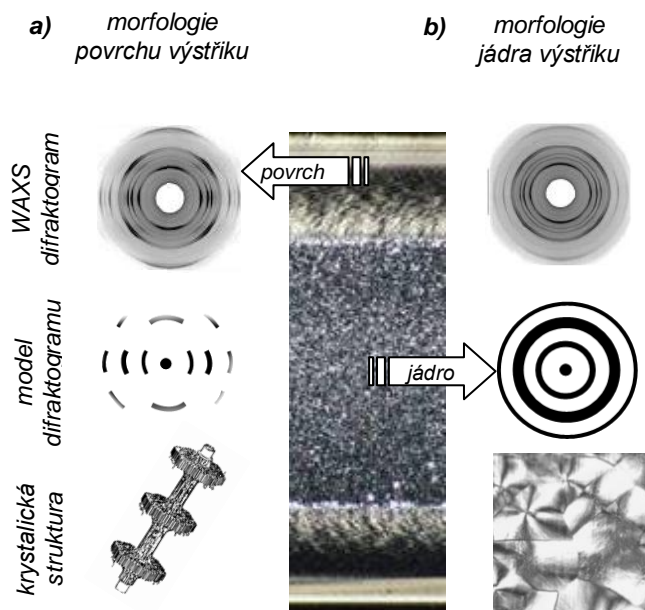 a)
morfologie
povrchu výstřiku
b)
morfologie
jádra výstřiku
WAXS
difraktogram
povrch
model
difraktogramu
jádro
krystalická
struktura